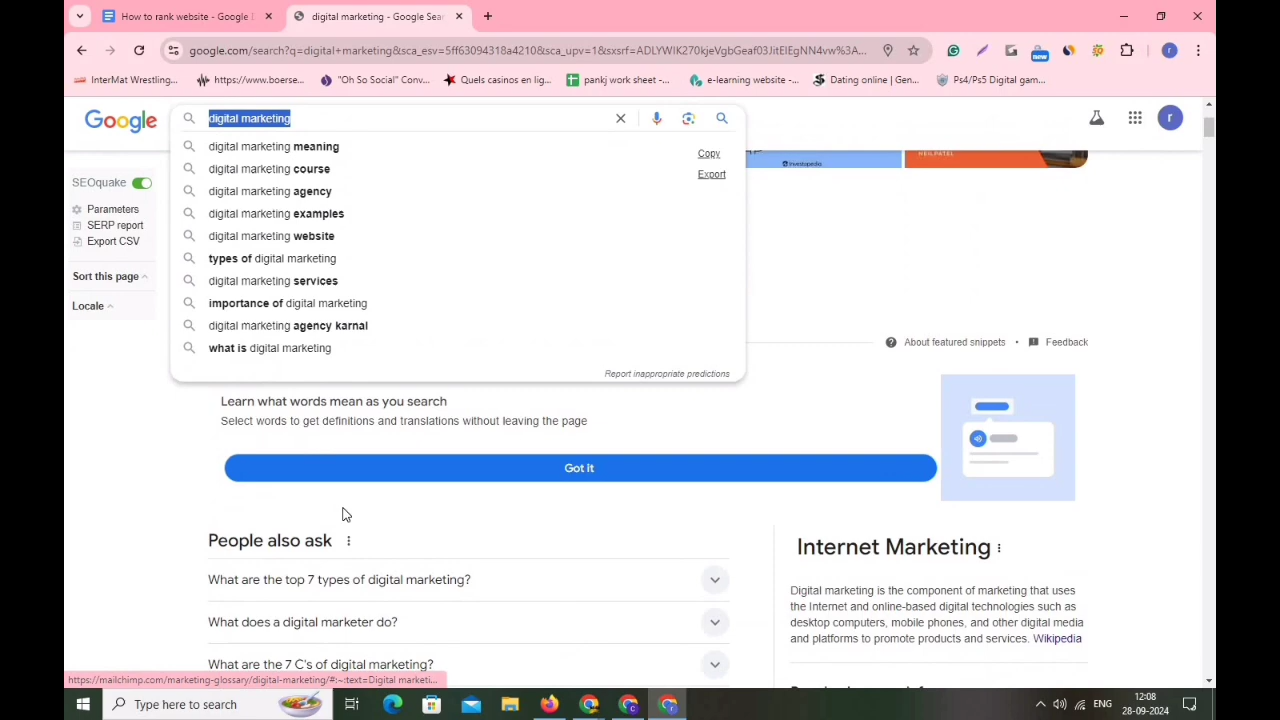 How to rank website - Google
digital marketing - Google Sear
google.com/search?q=digital+marketing&sca_esv=5ff63094318a4210&sca_upv=1&sxsrf=ADLYWIK270kjeVgbGeaf03JitEIEgNN4vw%3A...
new
r
InterMat Wrestling...
https://www.boerse...
"Oh So Social" Conv...
Quels casinos en lig...
pankj work sheet -...
e-learning website -...
Dating online | Gen...
Ps4/Ps5 Digital gam...
Google
digital marketing
r
digital marketing meaning
Copy
digital marketing course
Export
digital marketing agency
digital marketing examples
digital marketing website
types of digital marketing
digital marketing services
importance of digital marketing
digital marketing agency karnal
what is digital marketing
Report inappropriate predictions
SEOquake
Parameters
SERP report
Export CSV
Sort this page
Locale
Investopedia
NEILPATEL
About featured snippets • Feedback
Learn what words mean as you search
Select words to get definitions and translations without leaving the page
Got it
People also ask
What are the top 7 types of digital marketing?
What does a digital marketer do?
What are the 7 C's of digital marketing?
Internet Marketing
Digital marketing is the component of marketing that uses
the Internet and online-based digital technologies such as
desktop computers, mobile phones, and other digital media
and platforms to promote products and services. Wikipedia
https://mailchimp.com/marketing-glossary/digital-marketing/#:~:text=Digital marketi...
Type here to search
ENG
12:08
28-09-2024